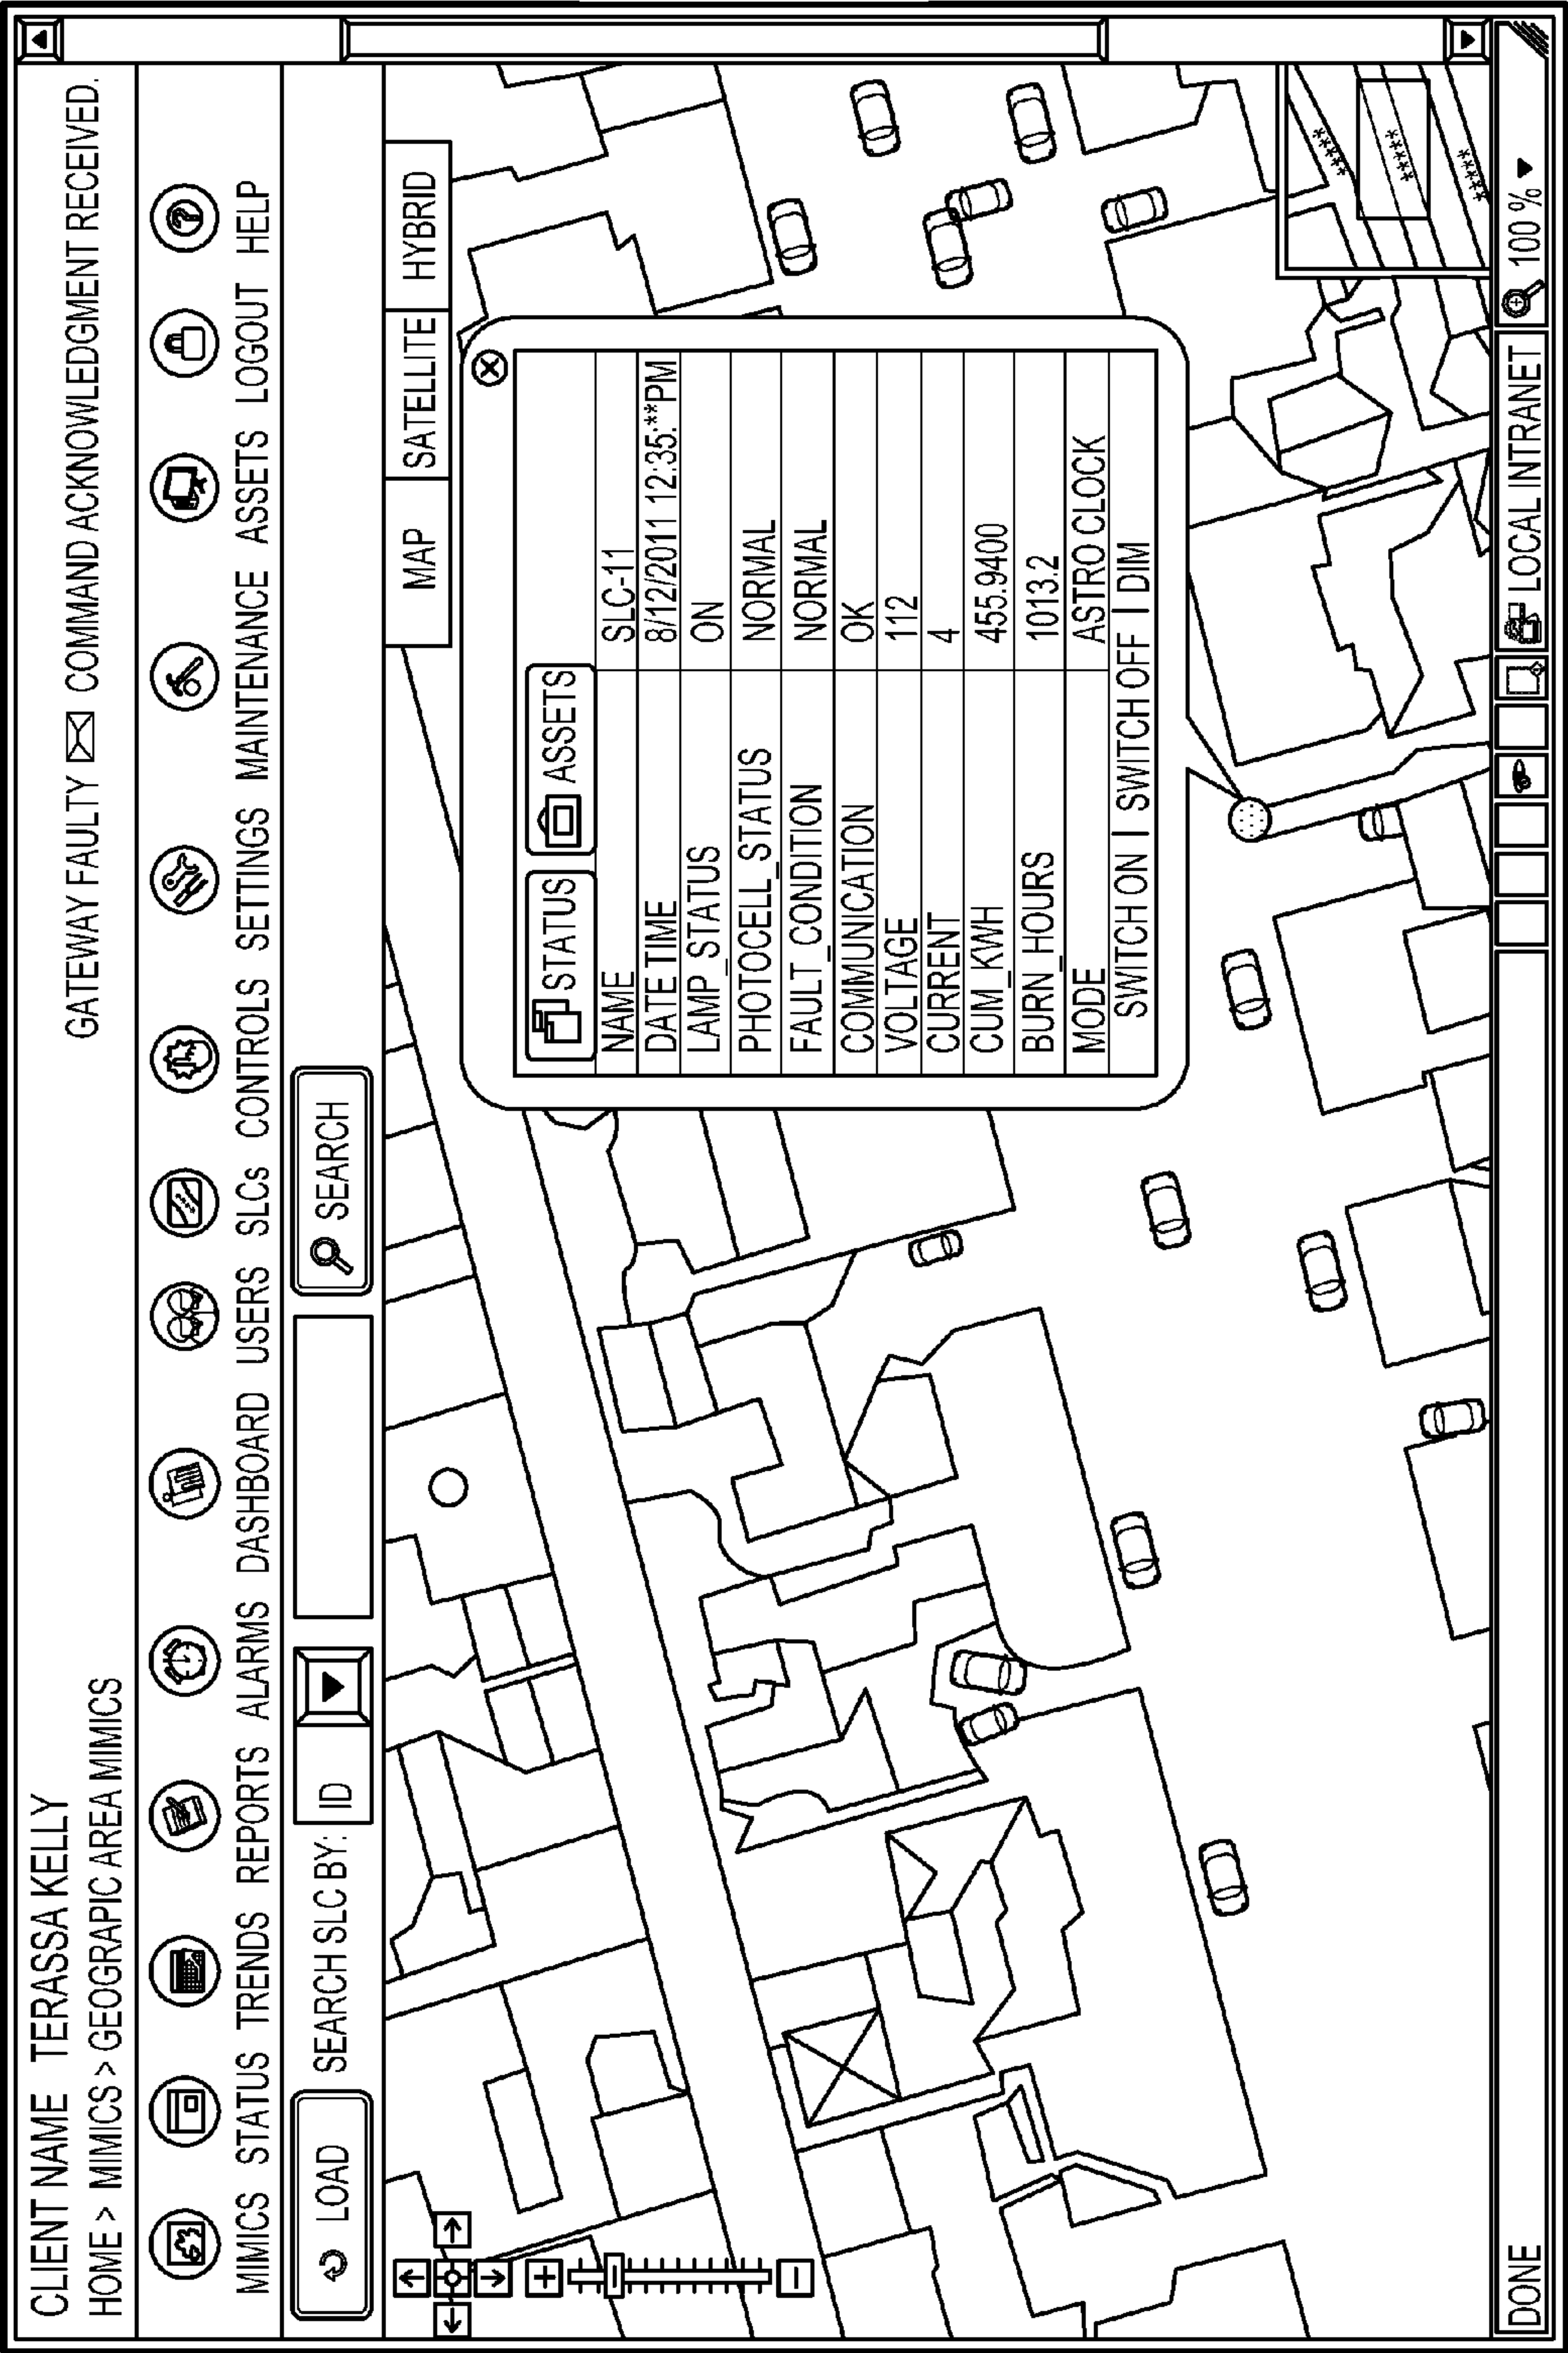 CLIENT NAME TERASSA KELLY
GATEWAY FAULTY COMMAND ACKNOWLEDGMENT RECEIVED.
HOME > MIMICS > GEOGRAPIC AREA MIMICS
MIMICS STATUS TRENDS REPORTS ALARMS DASHBOARD USERS SLCs CONTROLS SETTINGS MAINTENANCE ASSETS LOGOUT HELP
LOAD SEARCH SLC BY: ID SEARCH
MAP SATELLITE HYBRID
STATUS ASSETS
NAME SLC-11
DATE TIME 8/12/2011 12:35:**PM
LAMP_STATUS ON
PHOTOCELL_STATUS NORMAL
FAULT_CONDITION NORMAL
COMMUNICATION OK
VOLTAGE 112
CURRENT 4
CUM_KWH 455.9400
BURN_HOURS 1013.2
MODE ASTRO CLOCK
SWITCH ON | SWITCH OFF | DIM
****
*****
****
DONE LOCAL INTRANET 100 %